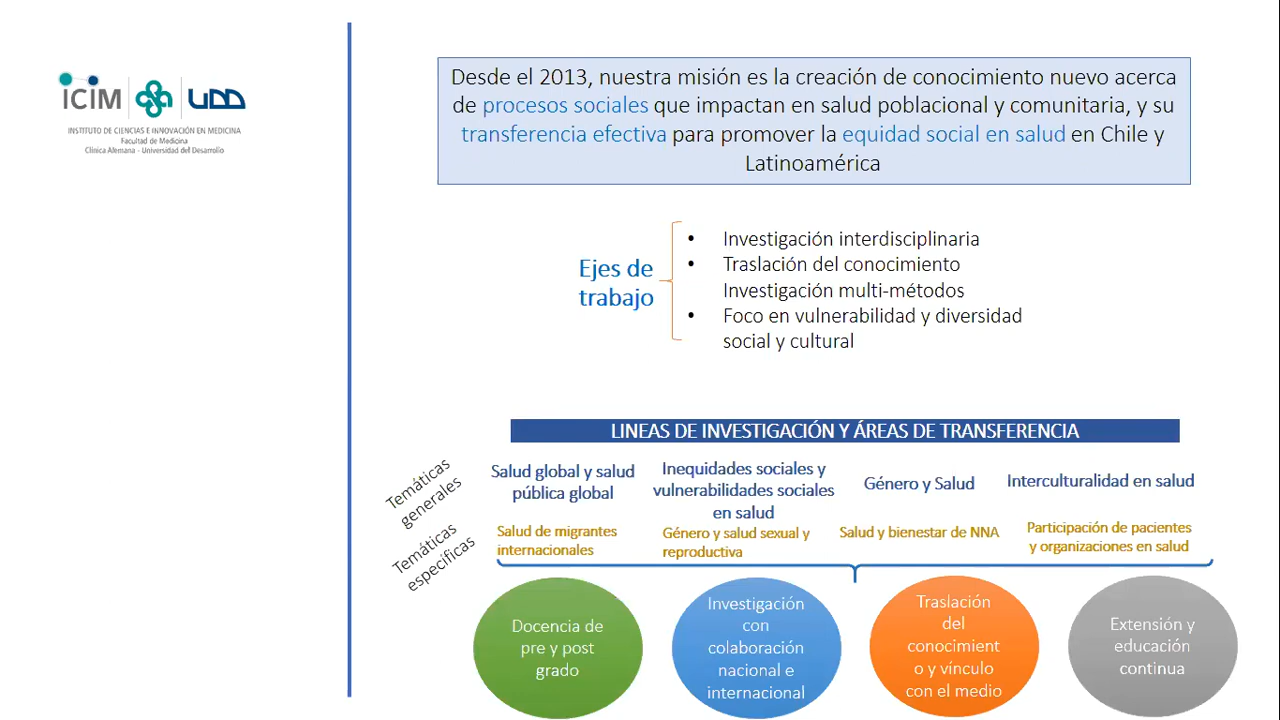 ICIM
UDD
INSTITUTO DE CIENCIAS E INNOVACIÓN EN MEDICINA
Facultad de Medicina
Clínica Alemana - Universidad del Desarrollo
Desde el 2013, nuestra misión es la creación de conocimiento nuevo acerca
de procesos sociales que impactan en salud poblacional y comunitaria, y su
transferencia efectiva para promover la equidad social en salud en Chile y
Latinoamérica
Ejes de
trabajo
• Investigación interdisciplinaria
• Traslación del conocimiento
Investigación multi-métodos
• Foco en vulnerabilidad y diversidad
social y cultural
LINEAS DE INVESTIGACIÓN Y ÁREAS DE TRANSFERENCIA
Temáticas
generales
Salud global y salud
pública global
Inequidades sociales y
vulnerabilidades sociales
en salud
Género y Salud
Interculturalidad en salud
Temáticas
específicas
Salud de migrantes
internacionales
Género y salud sexual y
reproductiva
Salud y bienestar de NNA
Participación de pacientes
y organizaciones en salud
Docencia de
pre y post
grado
Investigación
con
colaboración
nacional e
internacional
Traslación
del
conocimient
o y vínculo
con el medio
Extensión y
educación
continua